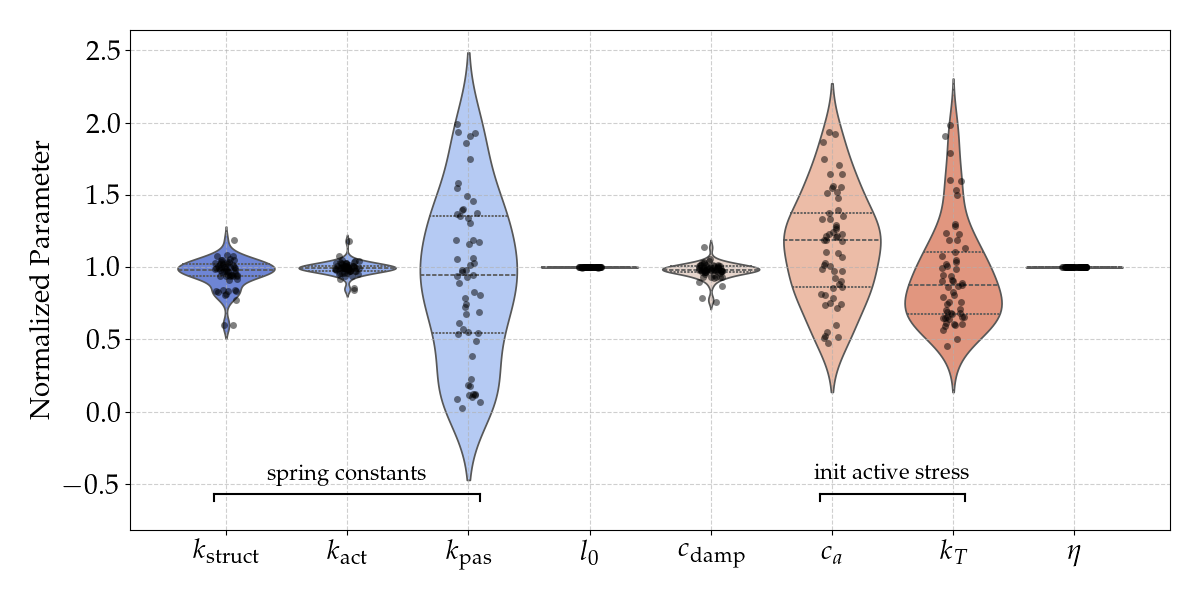 2.5
2.0
1.5
1.0
0.5
0.0
−0.5
Normalized Parameter
spring constants
init active stress
k_struct k_act k_pas l_0 c_damp c_a k_T η